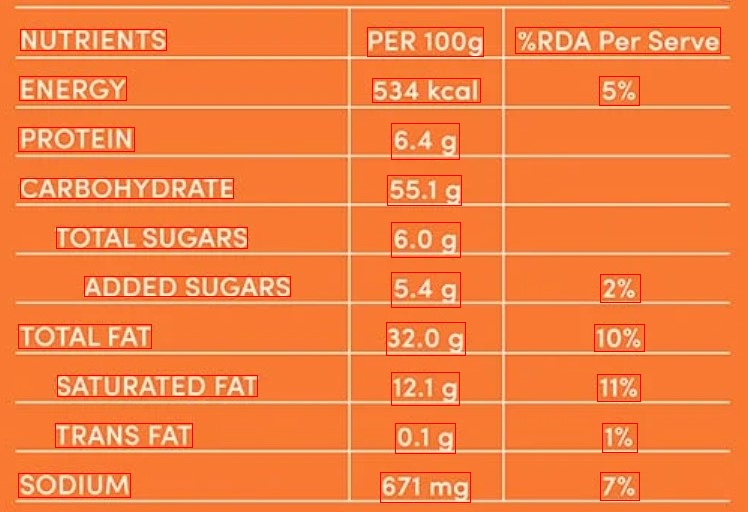 NUTRIENTS PER 100g %RDA Per Serve
ENERGY 534 kcal 5%
PROTEIN 6.4 g
CARBOHYDRATE 55.1 g
TOTAL SUGARS 6.0 g
ADDED SUGARS 5.4 g 2%
TOTAL FAT 32.0 g 10%
SATURATED FAT 12.1 g 11%
TRANS FAT 0.1 g 1%
SODIUM 671 mg 7%